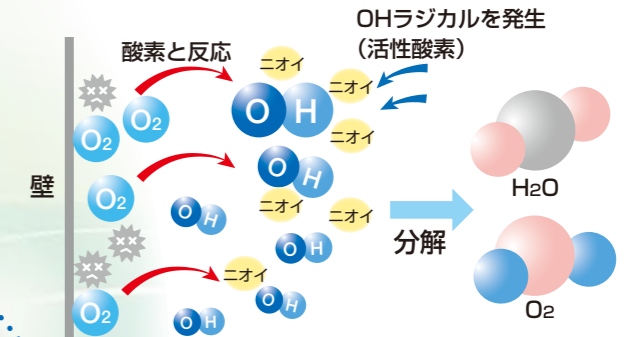 OHラジカルを発生
(活性酸素)
酸素と反応
ニオイ
ニオイ
O H
O₂
O₂
ニオイ
O H
壁
O₂
H₂O
O H
ニオイ
ニオイ
分解
O H
ニオイ
O H
O₂
O H
O₂